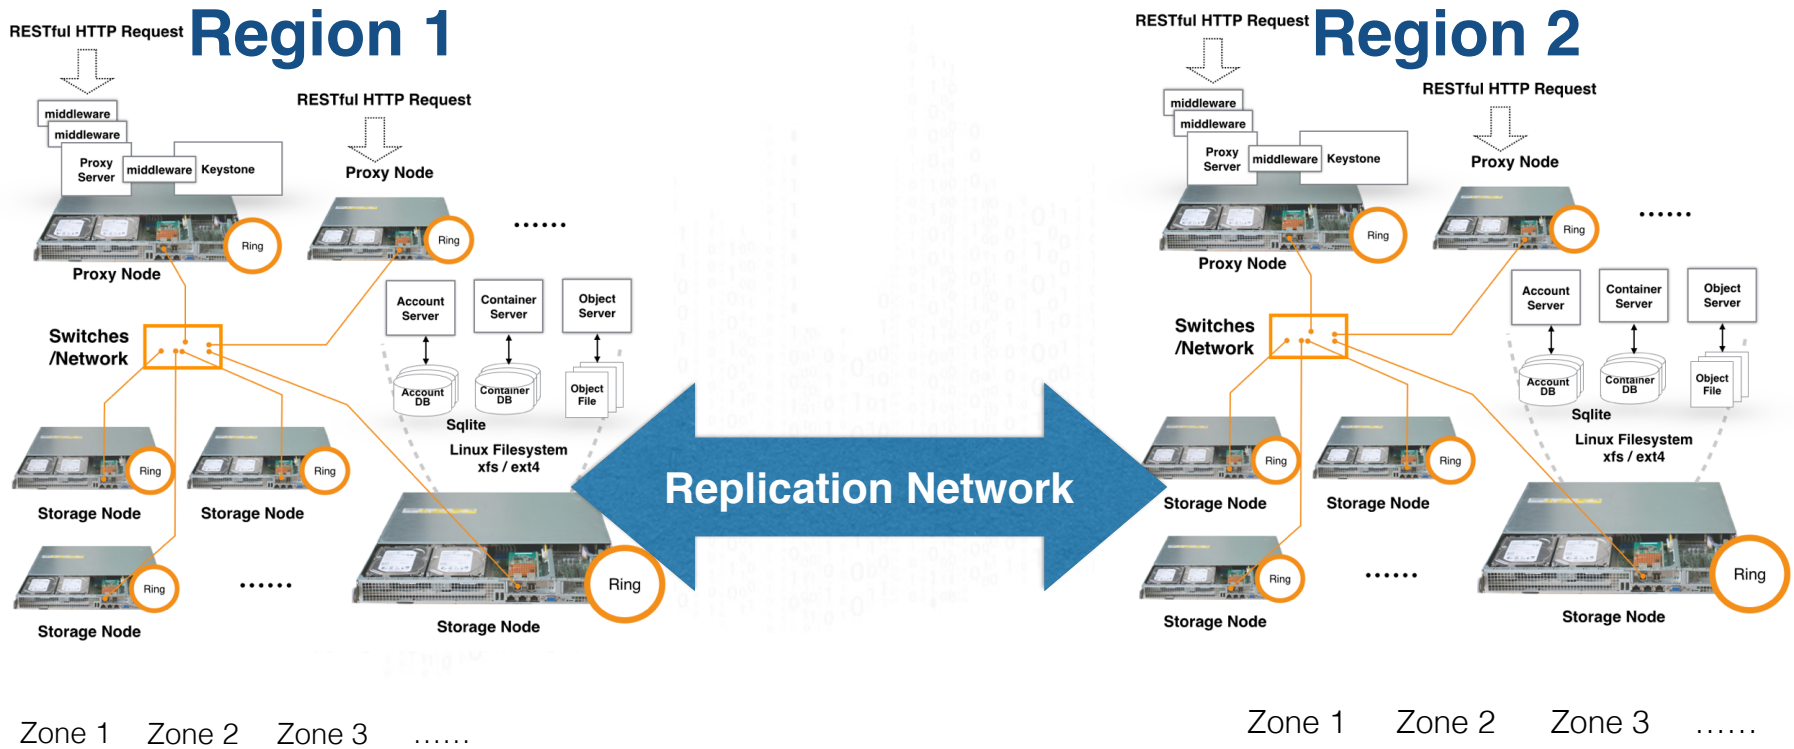 RESTful HTTP Request
Region 1
RESTful HTTP Request
middleware
middleware
Proxy
Server
middleware
Keystone
Proxy Node
Ring
Ring
......
Proxy Node
Switches
/Network
Account
Server
Container
Server
Object
Server
Account
DB
Container
DB
Object
File
Sqlite
Linux Filesystem
xfs / ext4
Ring
Ring
Storage Node
Storage Node
Ring
......
Ring
Storage Node
Storage Node
Zone 1
Zone 2
Zone 3
......
Replication Network
RESTful HTTP Request
Region 2
RESTful HTTP Request
middleware
middleware
Proxy
Server
middleware
Keystone
Proxy Node
Ring
Ring
......
Proxy Node
Switches
/Network
Account
Server
Container
Server
Object
Server
Account
DB
Container
DB
Object
File
Sqlite
Linux Filesystem
xfs / ext4
Ring
Ring
Storage Node
Storage Node
Ring
......
Ring
Storage Node
Storage Node
Zone 1
Zone 2
Zone 3
......